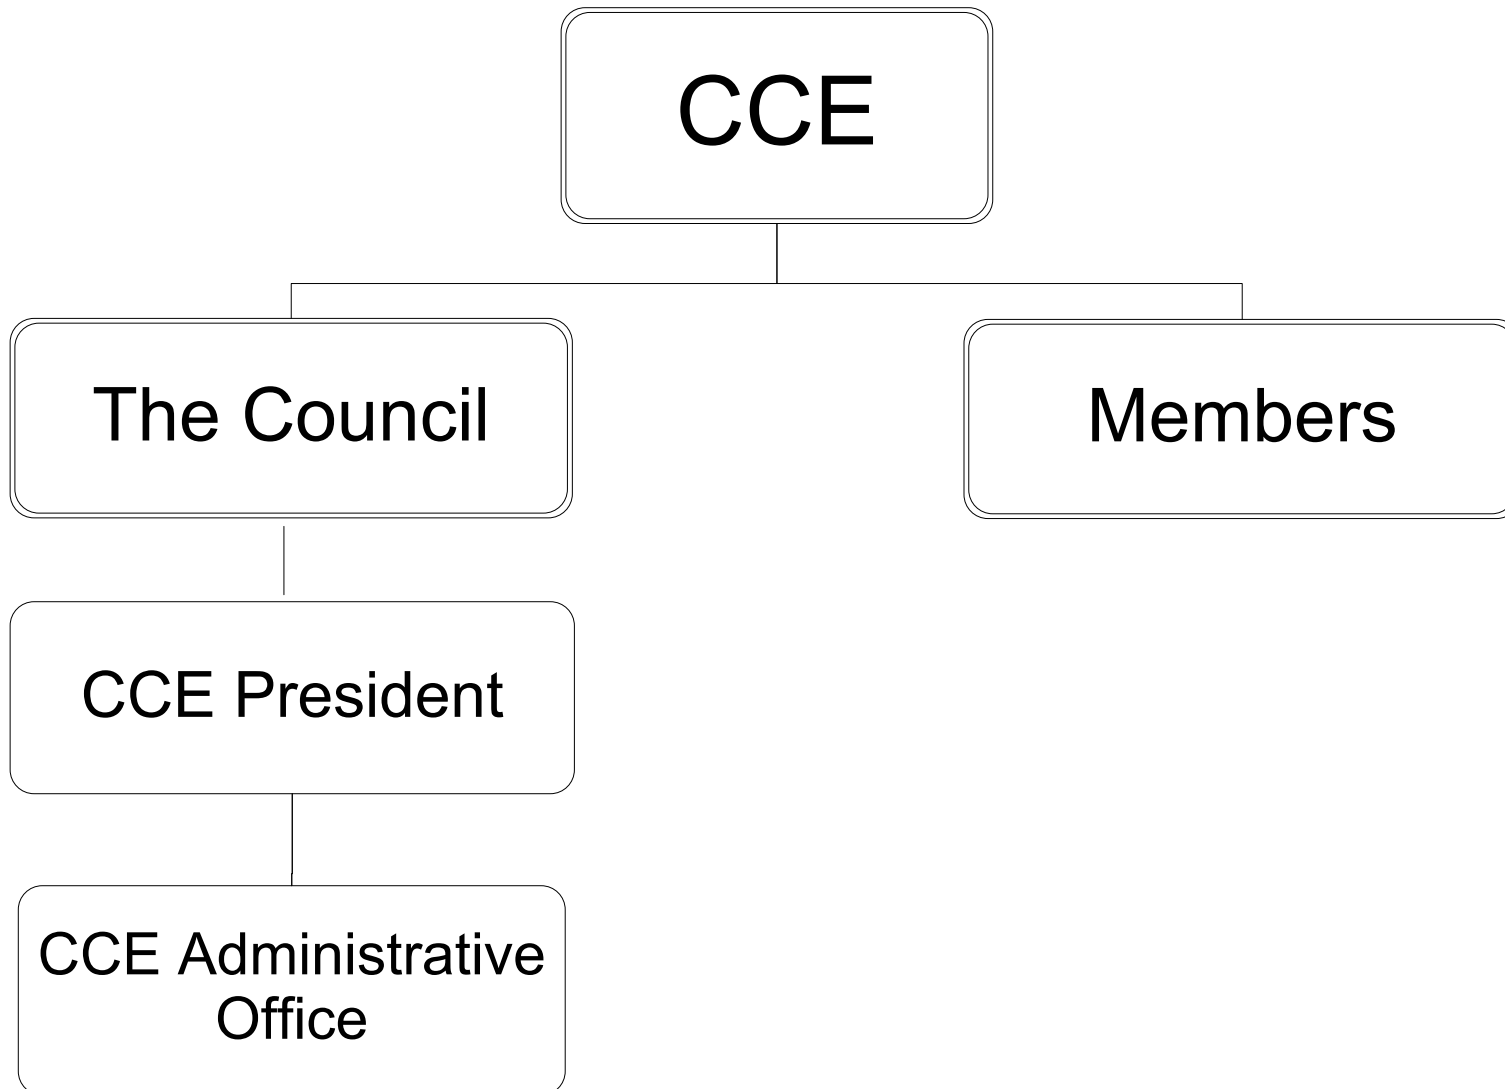 CCE
The Council
Members
CCE President
CCE Administrative
Office